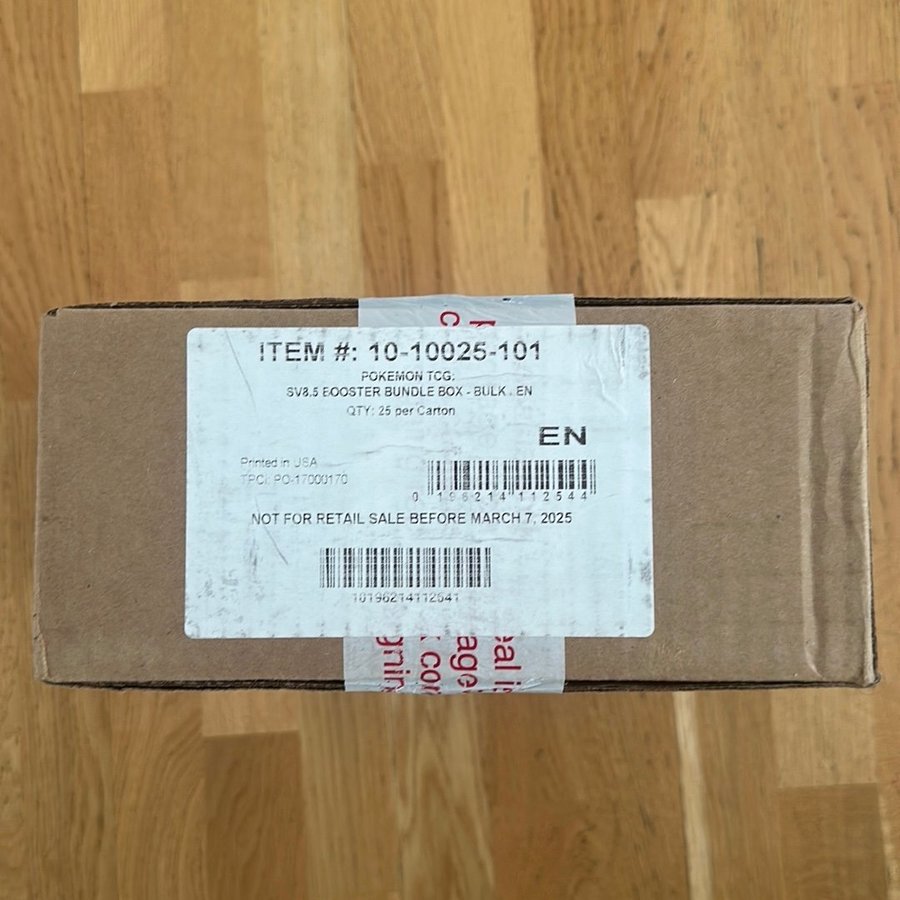 ITEM #: 10-10025-101
POKEMON TCG:
SV8.5 BOOSTER BUNDLE BOX - BULK - EN
QTY: 25 per Carton
EN
Printed in USA
TPCI PO-17000170
0 196214 112544
NOT FOR RETAIL SALE BEFORE MARCH 7, 2025
10196214112541